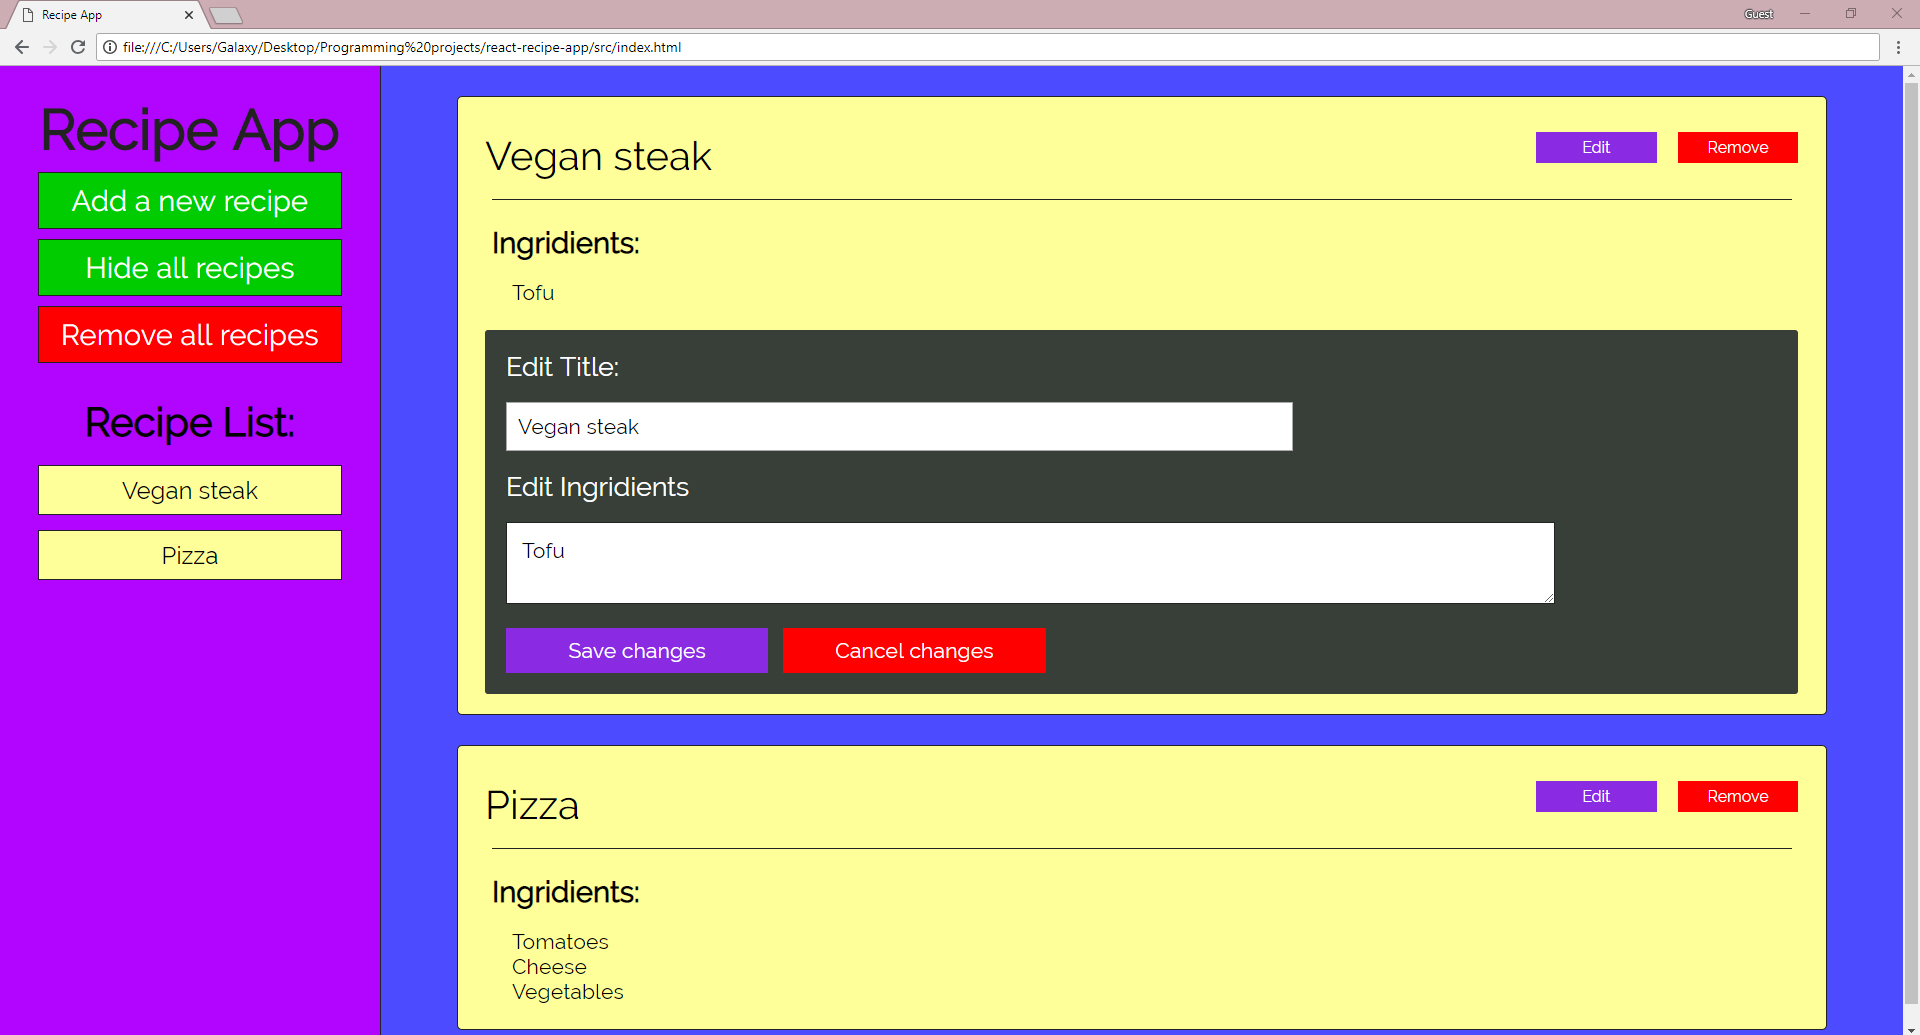 Recipe App
Guest
file:///C:/Users/Galaxy/Desktop/Programming%20projects/react-recipe-app/src/index.html
Recipe App
Add a new recipe
Hide all recipes
Remove all recipes
Recipe List:
Vegan steak
Pizza
Vegan steak
Edit
Remove
Ingridients:
Tofu
Edit Title:
Vegan steak
Edit Ingridients
Tofu
Save changes
Cancel changes
Pizza
Edit
Remove
Ingridients:
Tomatoes
Cheese
Vegetables